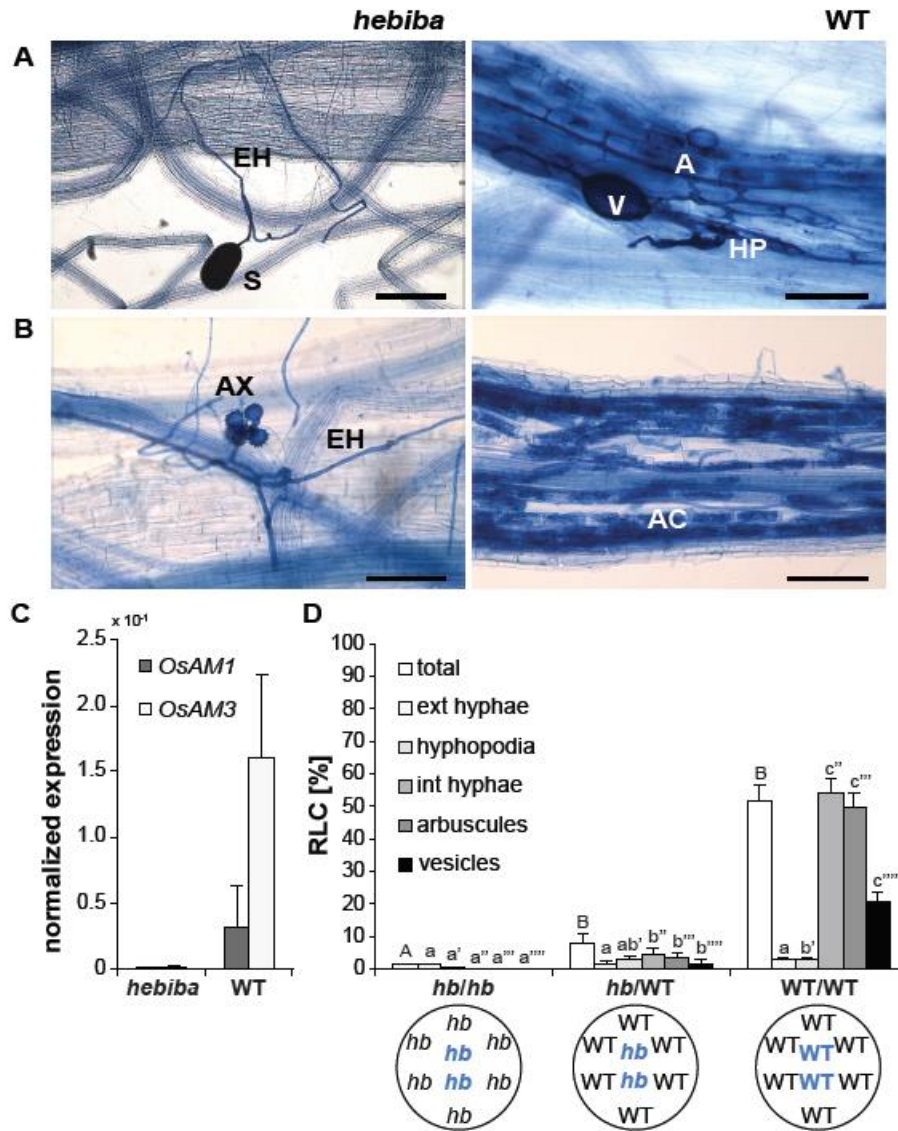 hebiba WT
A
EH
S
A
V
HP
B
AX
EH
AC
C
x 10⁻¹
normalized expression
2.5
2.0
1.5
1.0
0.5
0
OsAM1
OsAM3
hebiba WT
D
RLC [%]
100
90
80
70
60
50
40
30
20
10
0
total
ext hyphae
hyphopodia
int hyphae
arbuscules
vesicles
A a a' a'' a''' a''''
B a ab' b'' b''' b''''
B a b' c'' c''' c''''
hb/hb hb/WT WT/WT
hb WT WT
hb hb WT WT WT WT
hb hb WT
hb hb hb hb WT hb WT WT WT WT
hb WT WT